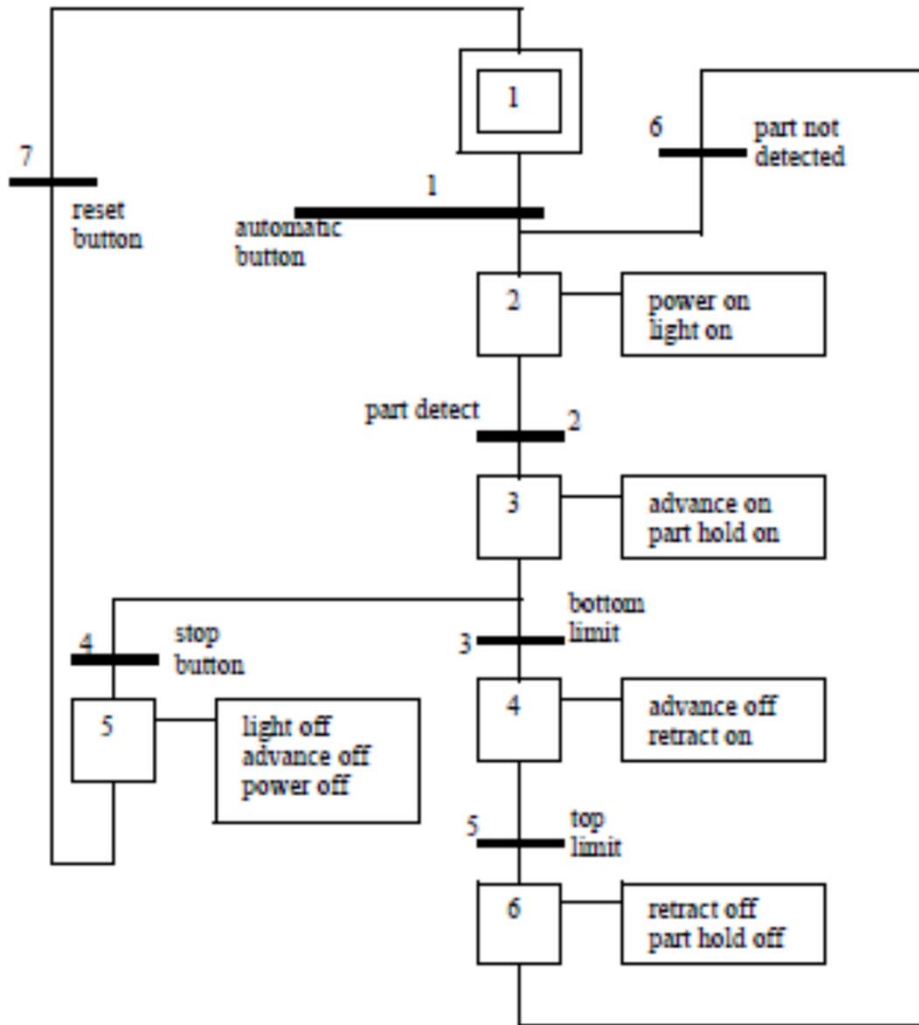 1
6
part not
detected
7
reset
button
1
automatic
button
2
power on
light on
part detect
2
3
advance on
part hold on
bottom
limit
3
4
stop
button
4
advance off
retract on
5
light off
advance off
power off
5
top
limit
6
retract off
part hold off